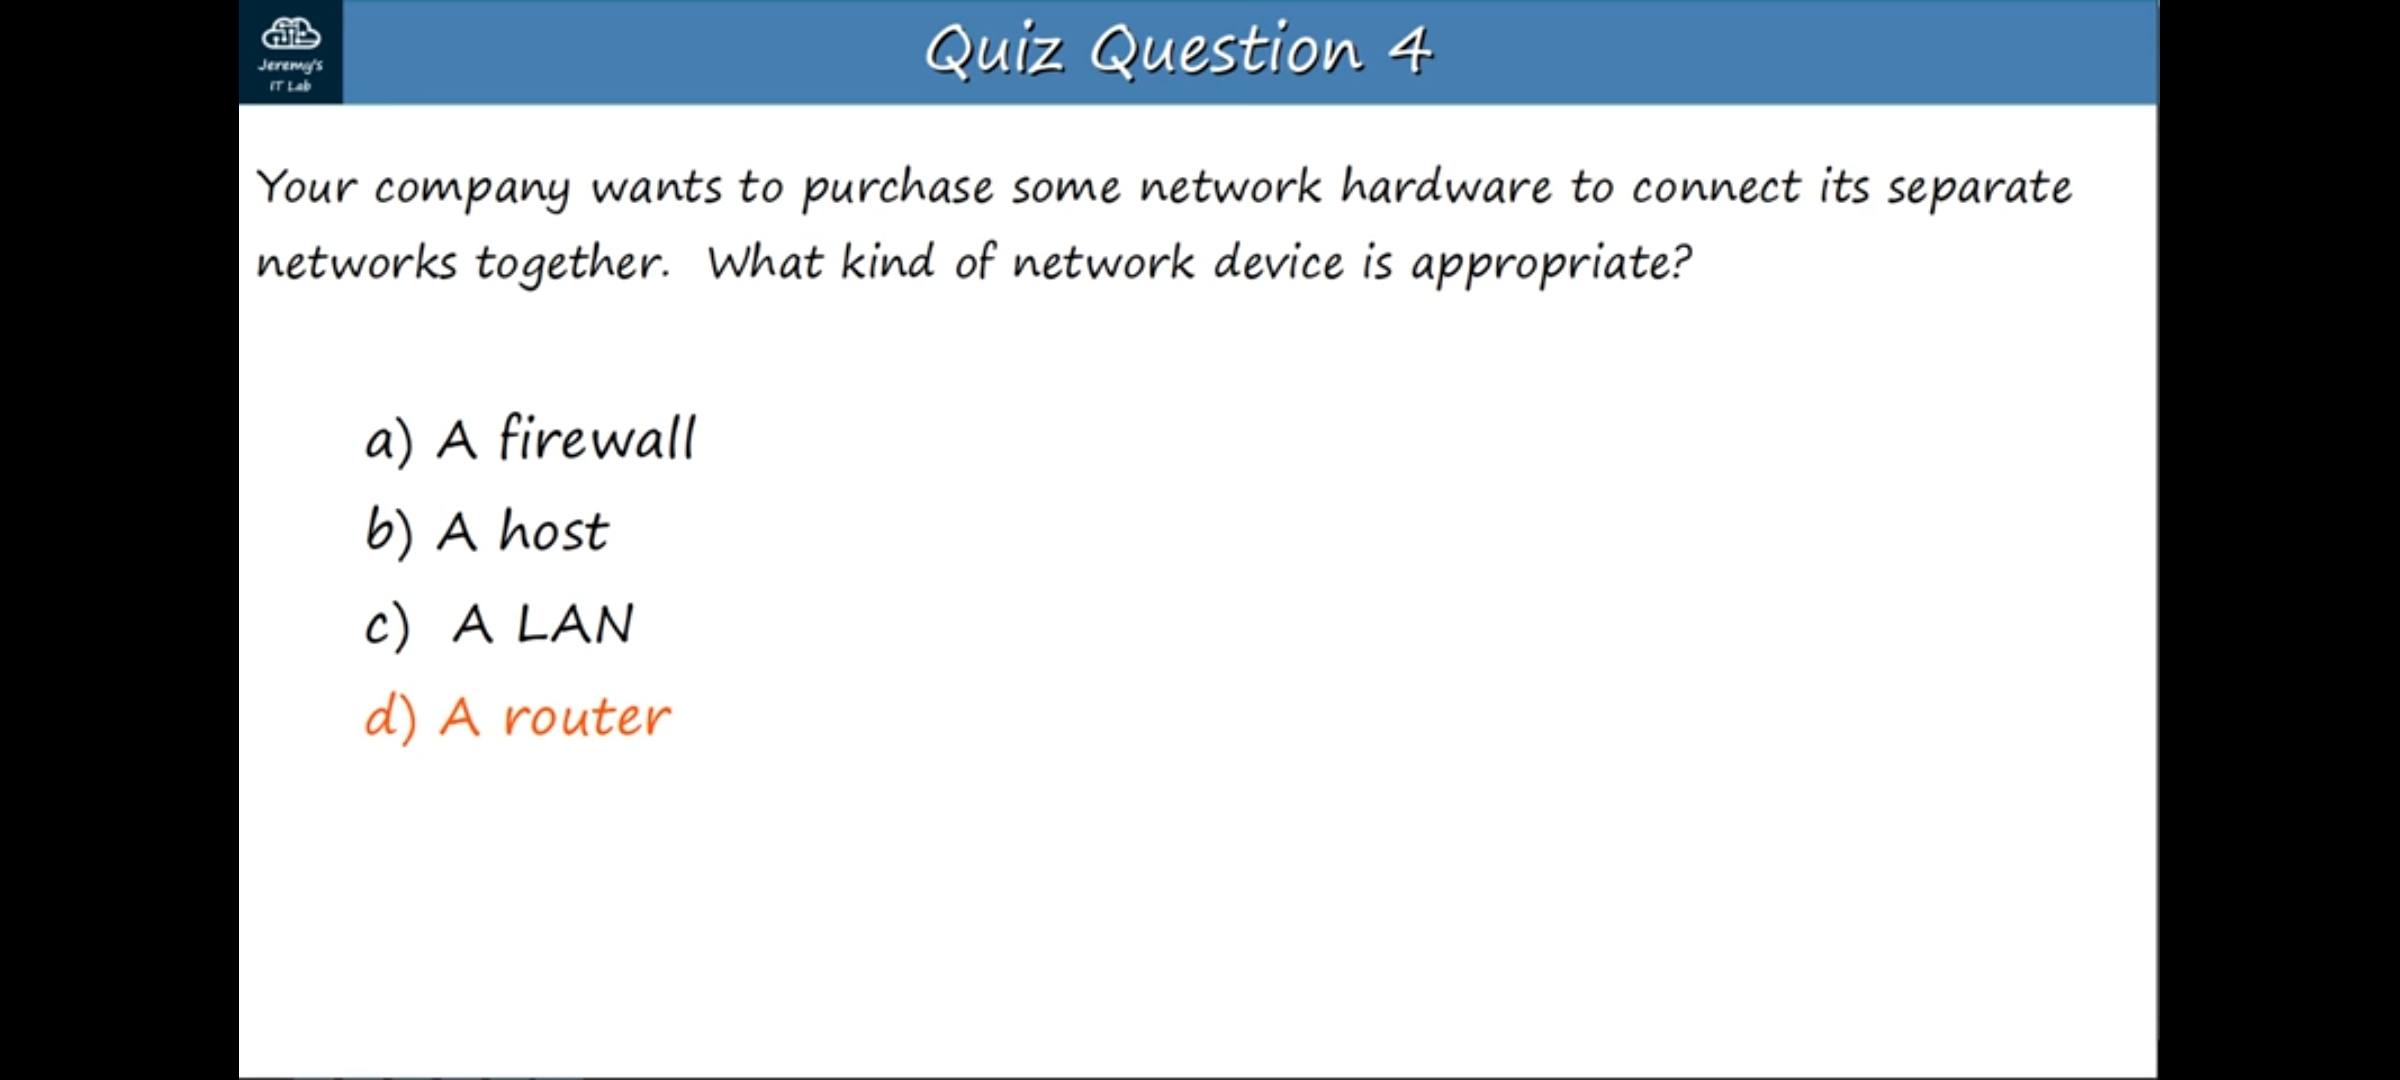 Jeremy's
IT Lab
Quiz Question 4
Your company wants to purchase some network hardware to connect its separate
networks together. What kind of network device is appropriate?
a) A firewall
b) A host
c) A LAN
d) A router